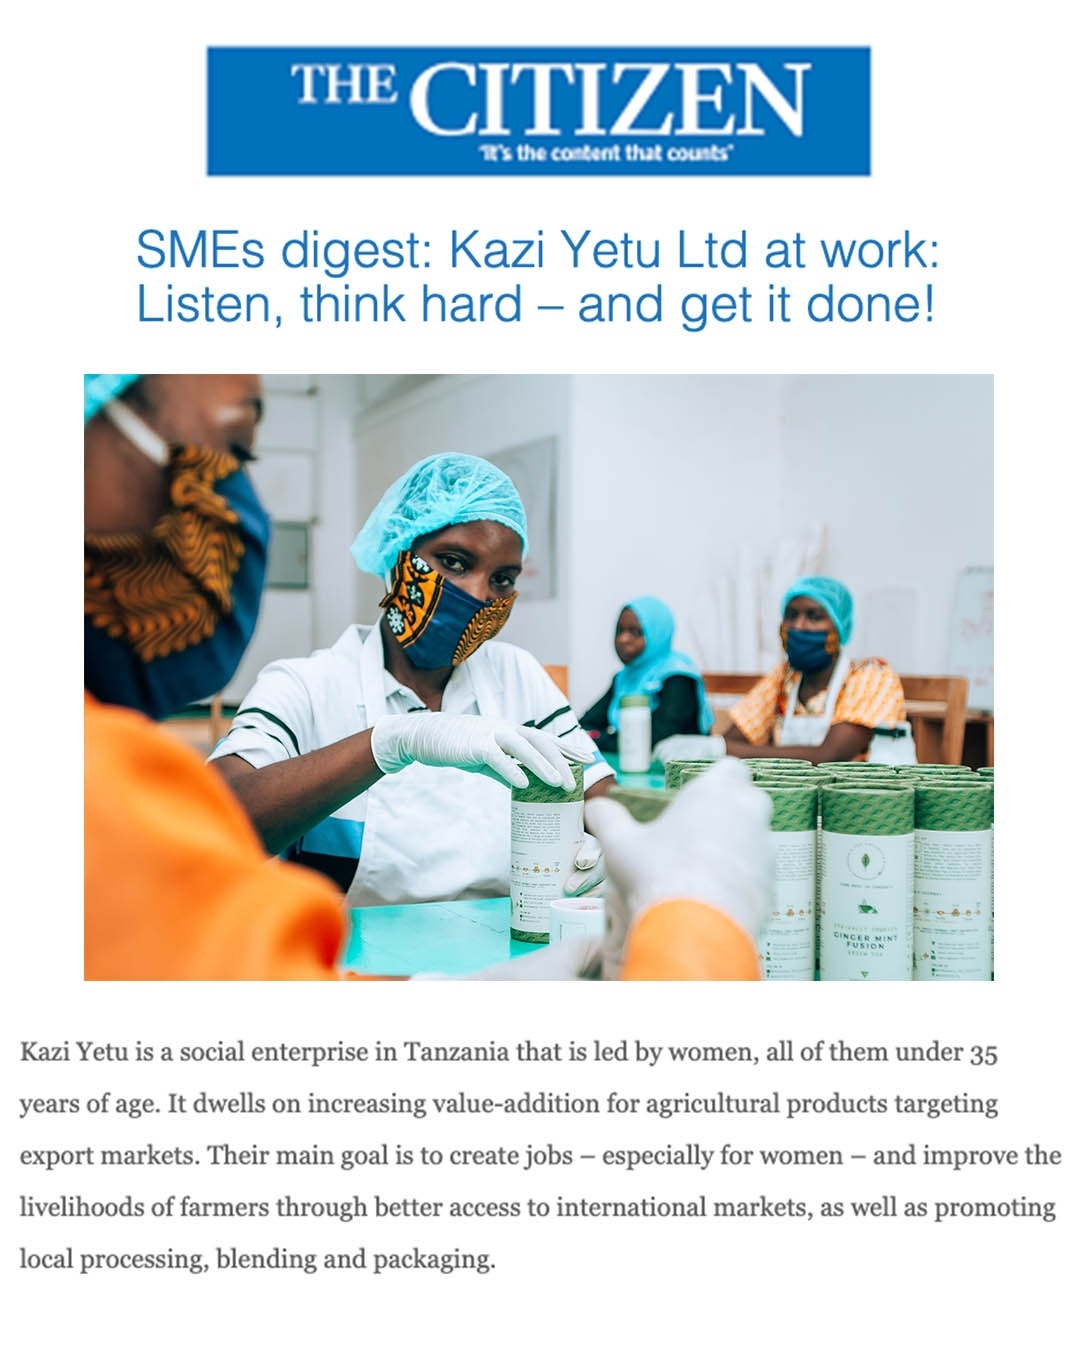 THE CITIZEN
"It's the content that counts"
SMEs digest: Kazi Yetu Ltd at work:
Listen, think hard – and get it done!
GINGER MINT
FUSION
GREEN TEA
Kazi Yetu is a social enterprise in Tanzania that is led by women, all of them under 35
years of age. It dwells on increasing value-addition for agricultural products targeting
export markets. Their main goal is to create jobs – especially for women – and improve the
livelihoods of farmers through better access to international markets, as well as promoting
local processing, blending and packaging.